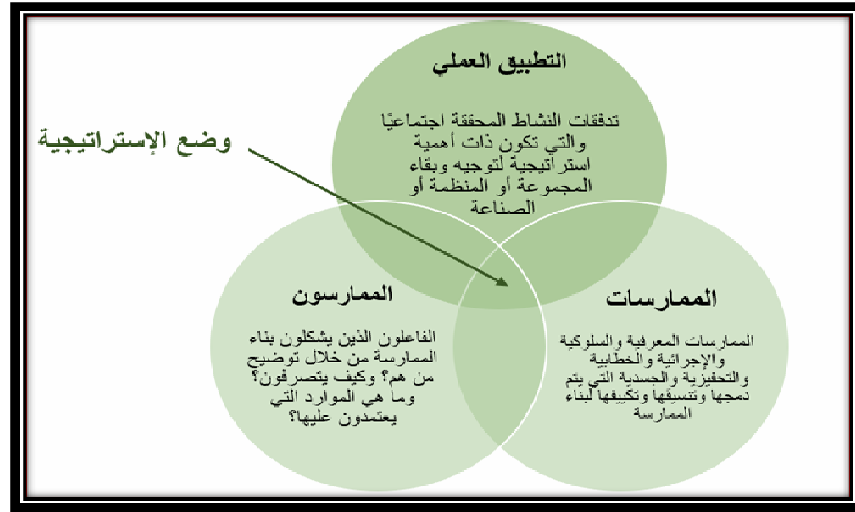 التطبيق العملي
تدفقات النشاط المحققة اجتماعيًا
والتي تكون ذات أهمية
استراتيجية لتوجيه وبقاء
المجموعة أو المنظمة أو
الصناعة
وضع الإستراتيجية
الممارسات
الممارسات المعرفية والسلوكية
والإجرائية والخطابية
والتحفيزية والجسدية التي يتم
دمجها وتنسيقها وتكييفها لبناء
الممارسة
الممارسون
الفاعلون الذين يشكلون بناء
الممارسة من خلال توضيح
من هم؟ وكيف يتصرفون؟
وما هي الموارد التي
يعتمدون عليها؟